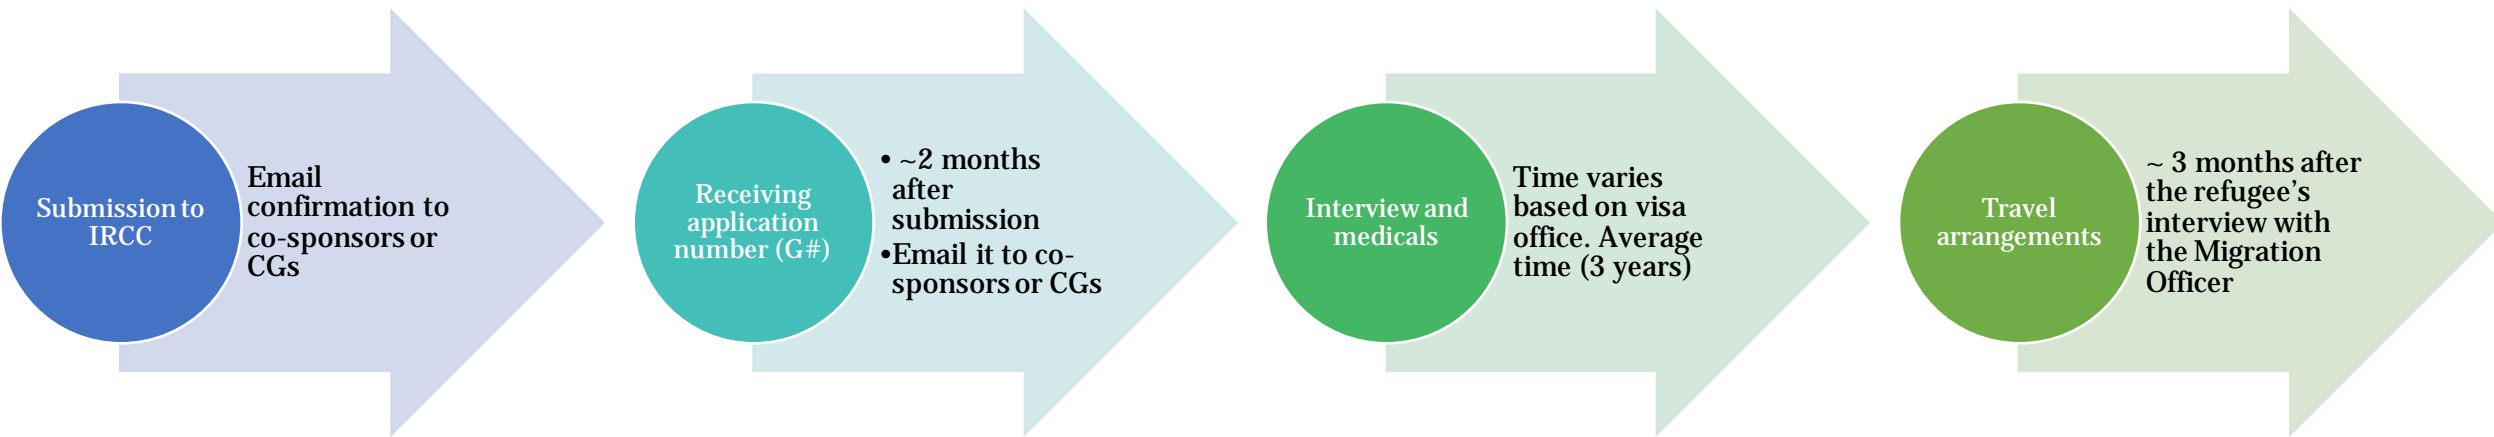 Submission to
IRCC
Email
confirmation to
co-sponsors or
CGs
Receiving
application
number (G#)
• ~2 months
after
submission
•Email it to co-
sponsors or CGs
Interview and
medicals
Time varies
based on visa
office. Average
time (3 years)
Travel
arrangements
~ 3 months after
the refugee’s
interview with
the Migration
Officer